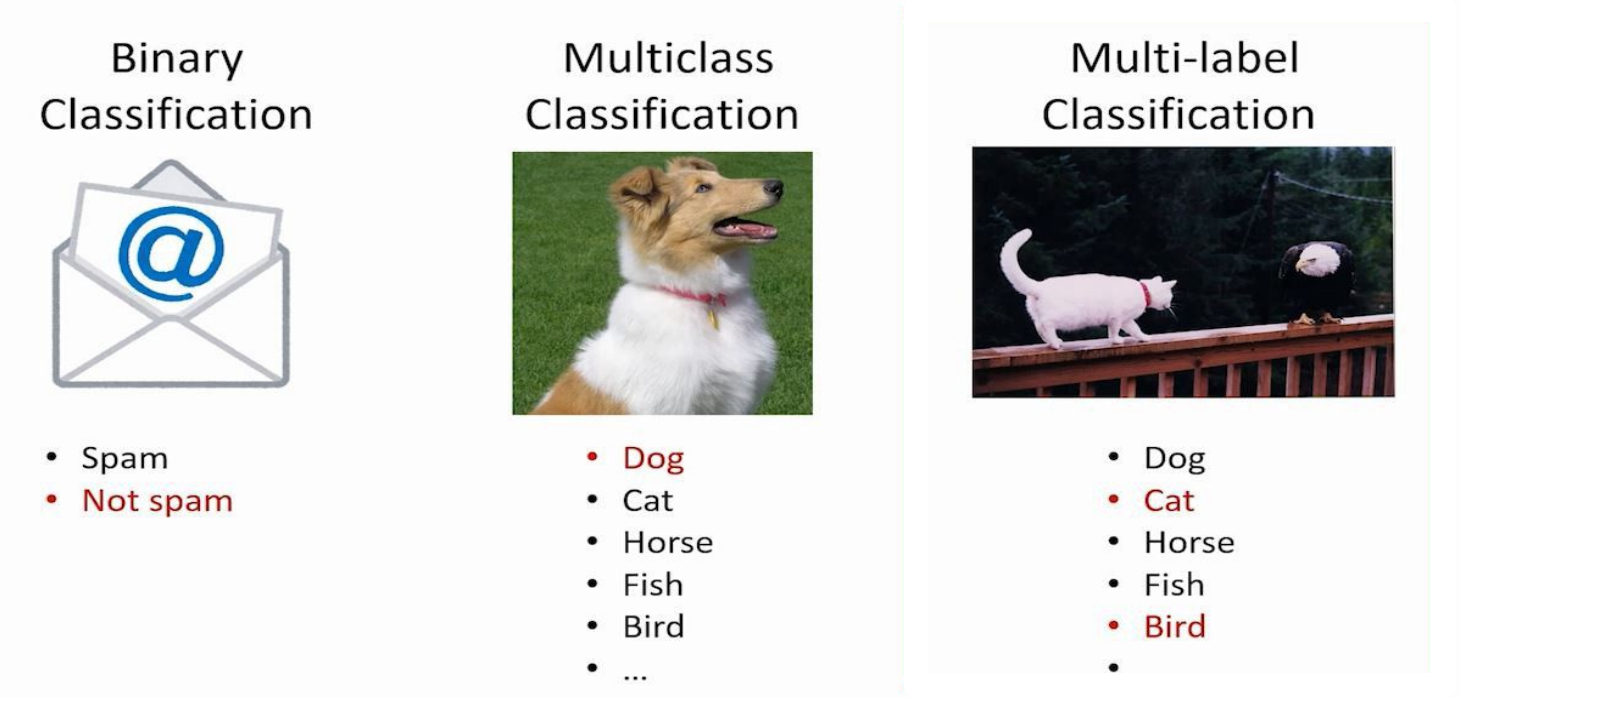 Binary
Classification
@
• Spam
• Not spam
Multiclass
Classification
• Dog
• Cat
• Horse
• Fish
• Bird
• ...
Multi-label
Classification
• Dog
• Cat
• Horse
• Fish
• Bird
•